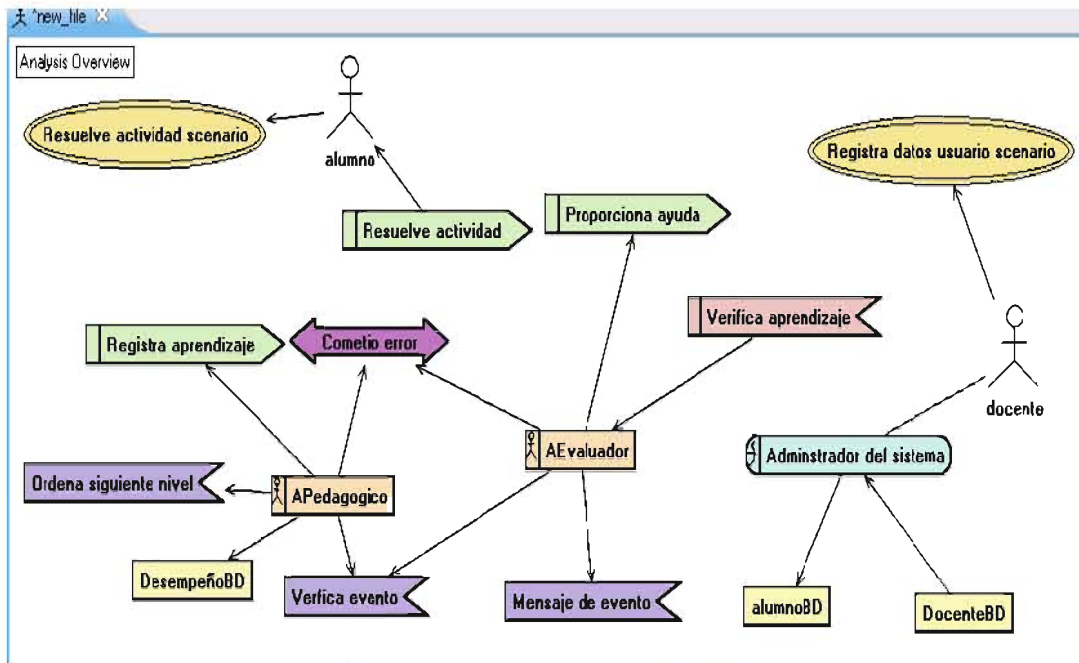 *new_file
Analysis Overview
Resuelve actividad scenario
alumno
Registra datos usuario scenario
Resuelve actividad
Proporciona ayuda
Registra aprendizaje
Cometio error
Verifica aprendizaje
docente
AEvaluador
Adminstrador del sistema
Ordena siguiente nivel
APedagogico
DesempeñoBD
Verfica evento
Mensaje de evento
alumnoBD
DocenteBD